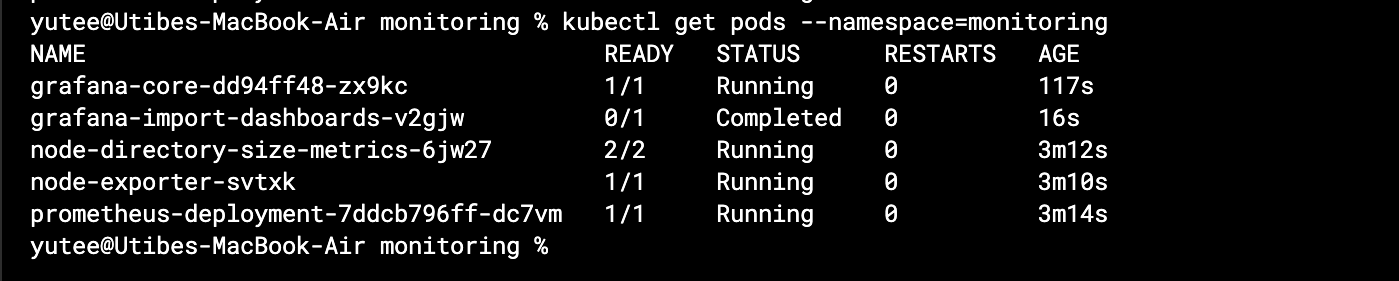 yutee@Utibes-MacBook-Air monitoring % kubectl get pods --namespace=monitoring
NAME READY STATUS RESTARTS AGE
grafana-core-dd94ff48-zx9kc 1/1 Running 0 117s
grafana-import-dashboards-v2gjw 0/1 Completed 0 16s
node-directory-size-metrics-6jw27 2/2 Running 0 3m12s
node-exporter-svtxk 1/1 Running 0 3m10s
prometheus-deployment-7ddcb796ff-dc7vm 1/1 Running 0 3m14s
yutee@Utibes-MacBook-Air monitoring %